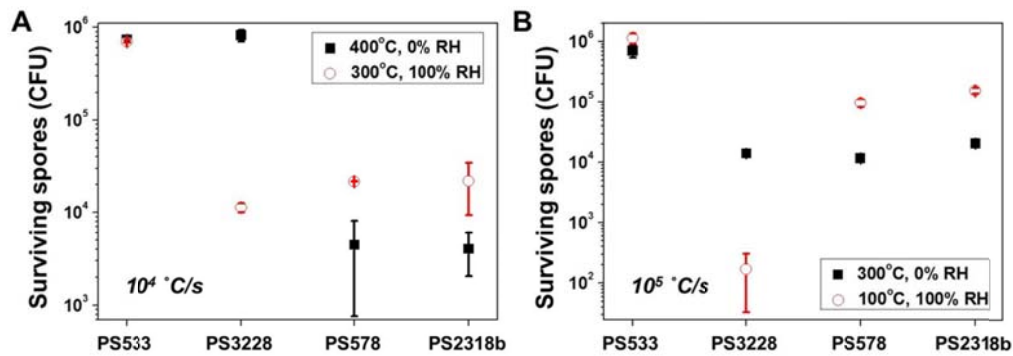 A
Surviving spores (CFU)
10⁶
10⁵
10⁴
10³
■ 400°C, 0% RH
○ 300°C, 100% RH
10⁴ °C/s
PS533 PS3228 PS578 PS2318b
B
Surviving spores (CFU)
10⁶
10⁵
10⁴
10³
10²
■ 300°C, 0% RH
○ 100°C, 100% RH
10⁵ °C/s
PS533 PS3228 PS578 PS2318b